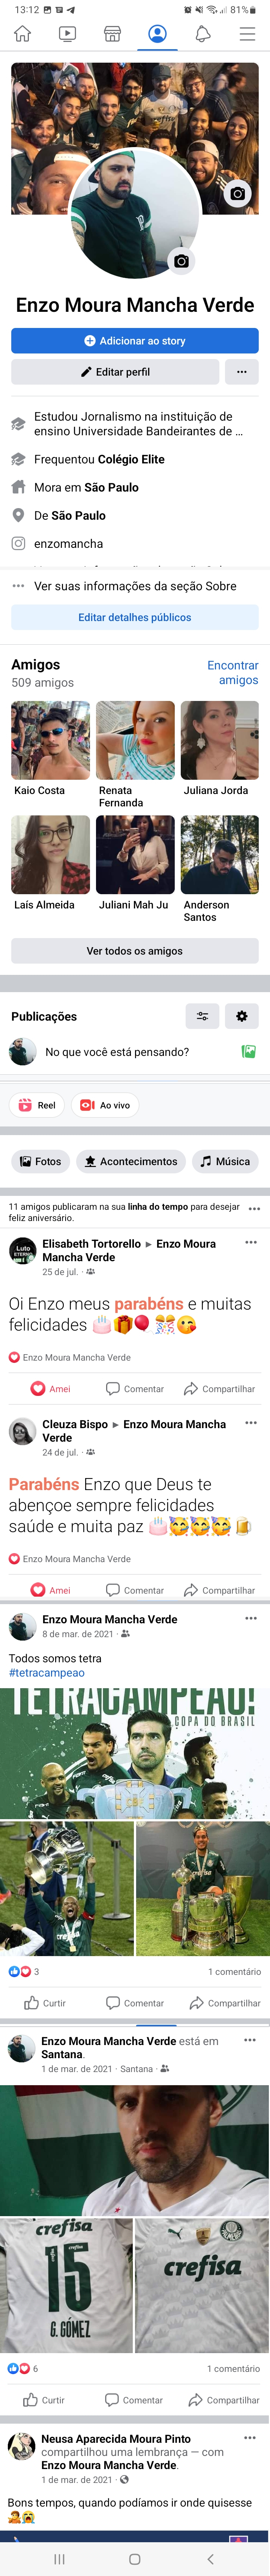 13:12
81%
Enzo Moura Mancha Verde
Adicionar ao story
Editar perfil
Estudou Jornalismo na instituição de
ensino Universidade Bandeirantes de ...
Frequentou Colégio Elite
Mora em São Paulo
De São Paulo
enzomancha
Ver suas informações da seção Sobre
Editar detalhes públicos
Amigos
509 amigos
Encontrar
amigos
Kaio Costa
Renata
Fernanda
Juliana Jorda
Laís Almeida
Juliani Mah Ju
Anderson
Santos
Ver todos os amigos
Publicações
No que você está pensando?
Reel
Ao vivo
Fotos
Acontecimentos
Música
11 amigos publicaram na sua linha do tempo para desejar
feliz aniversário.
Luto
ETERNO
Elisabeth Tortorello ▸ Enzo Moura
Mancha Verde
25 de jul. ·
Oi Enzo meus parabéns e muitas
felicidades 🎂🎁🎈🎊😋
Enzo Moura Mancha Verde
Amei
Comentar
Compartilhar
Cleuza Bispo ▸ Enzo Moura Mancha
Verde
24 de jul. ·
Parabéns Enzo que Deus te
abençoe sempre felicidades
saúde e muita paz 🎂🥳🥳🥳🍺
Enzo Moura Mancha Verde
Amei
Comentar
Compartilhar
Enzo Moura Mancha Verde
8 de mar. de 2021 ·
Todos somos tetra
#tetracampeao
TETRACAMPEÃO!
COPA DO BRASIL
3
1 comentário
Curtir
Comentar
Compartilhar
Enzo Moura Mancha Verde está em
Santana.
1 de mar. de 2021 · Santana ·
crefisa
15
G.GÓMEZ
crefisa
6
1 comentário
Curtir
Comentar
Compartilhar
Neusa Aparecida Moura Pinto
compartilhou uma lembrança — com
Enzo Moura Mancha Verde.
1 de mar. de 2021 ·
Bons tempos, quando podíamos ir onde quisesse
🤷😭